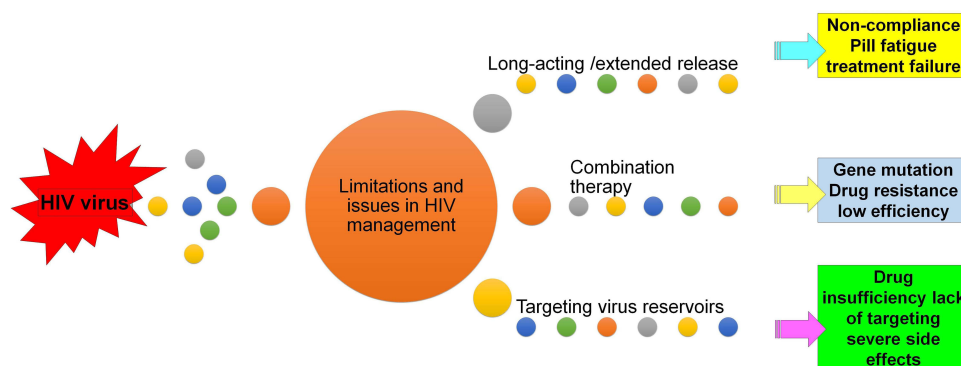 HIV virus
Limitations and
issues in HIV
management
Long-acting /extended release
Non-compliance
Pill fatigue
treatment failure
Combination
therapy
Gene mutation
Drug resistance
low efficiency
Targeting virus reservoirs
Drug
insufficiency lack
of targeting
severe side
effects